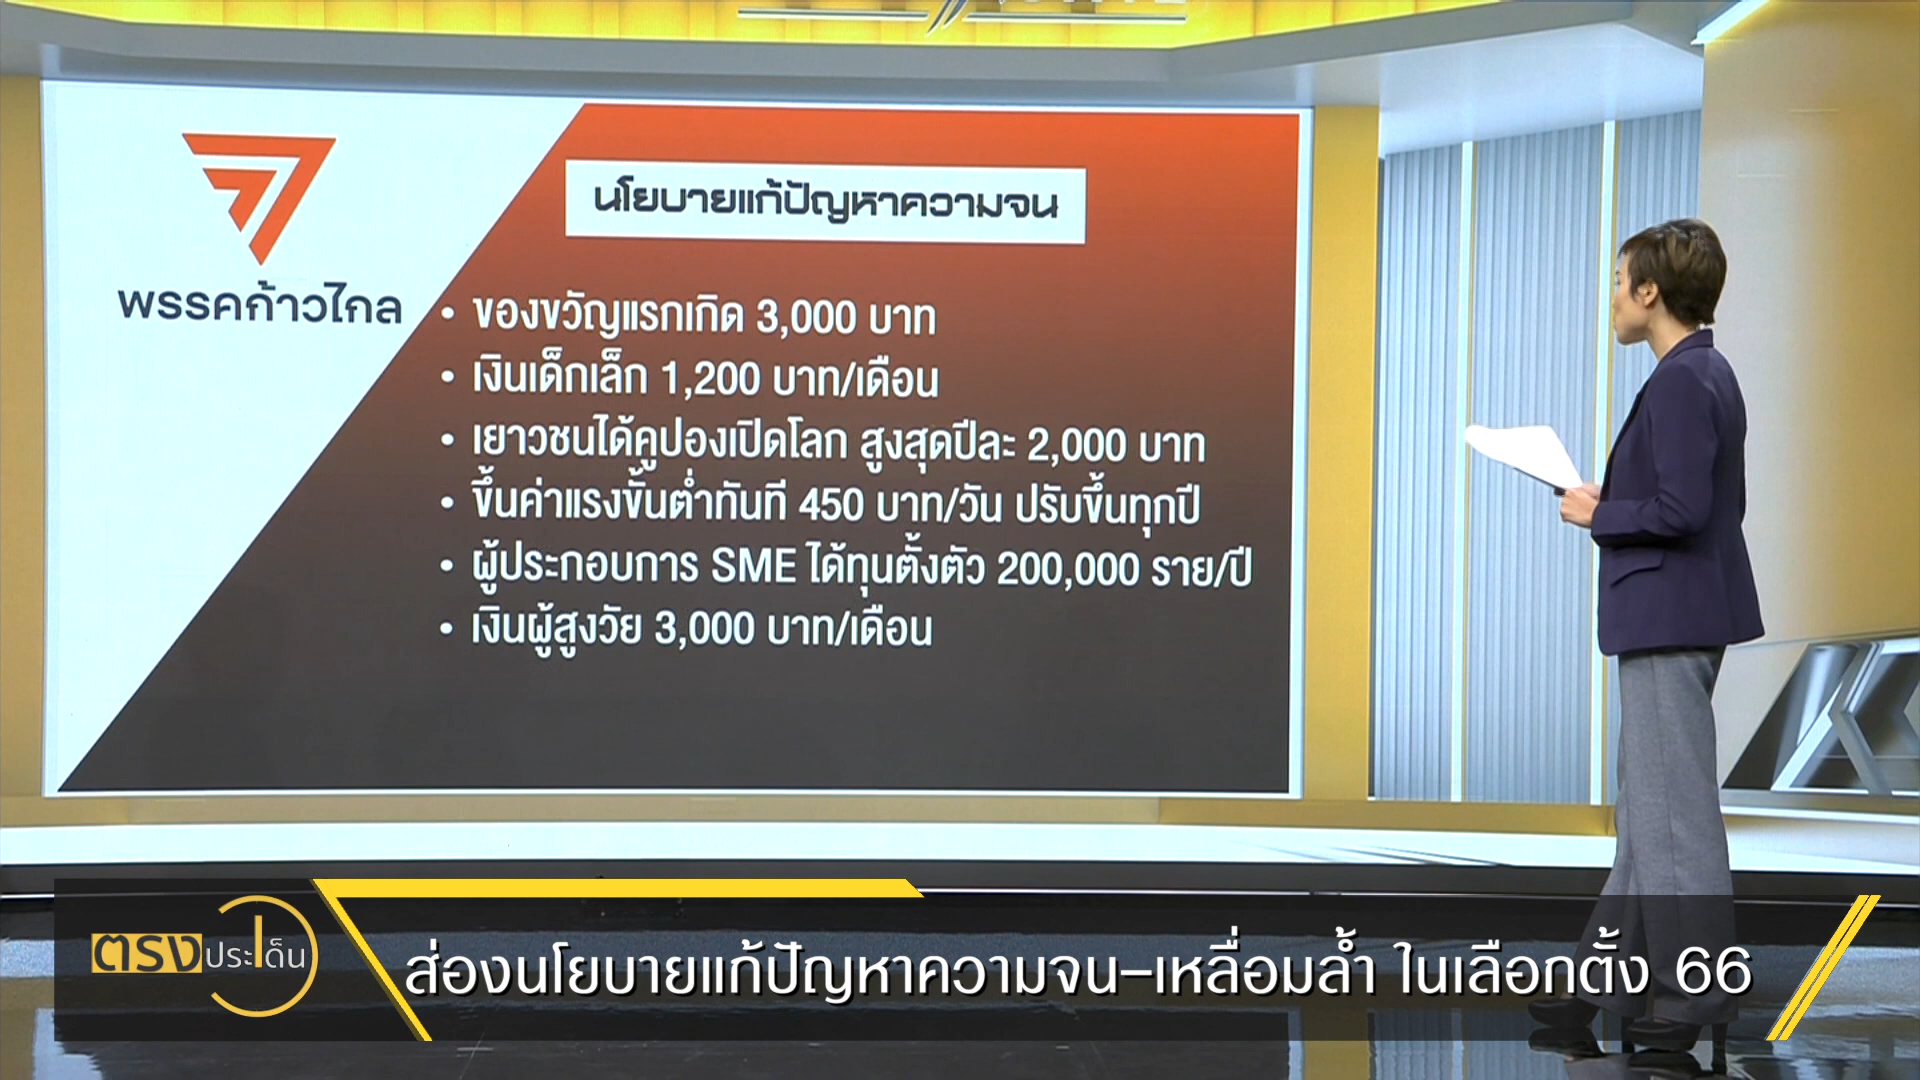 พรรคก้าวไกล
นโยบายแก้ปัญหาความจน
• ของขวัญแรกเกิด 3,000 บาท
• เงินเด็กเล็ก 1,200 บาท/เดือน
• เยาวชนได้คูปองเปิดโลก สูงสุดปีละ 2,000 บาท
• ขึ้นค่าแรงขั้นต่ำทันที 450 บาท/วัน ปรับขึ้นทุกปี
• ผู้ประกอบการ SME ได้ทุนตั้งตัว 200,000 ราย/ปี
• เงินผู้สูงวัย 3,000 บาท/เดือน
ตรงประเด็น
ส่องนโยบายแก้ปัญหาความจน–เหลื่อมล้ำ ในเลือกตั้ง 66